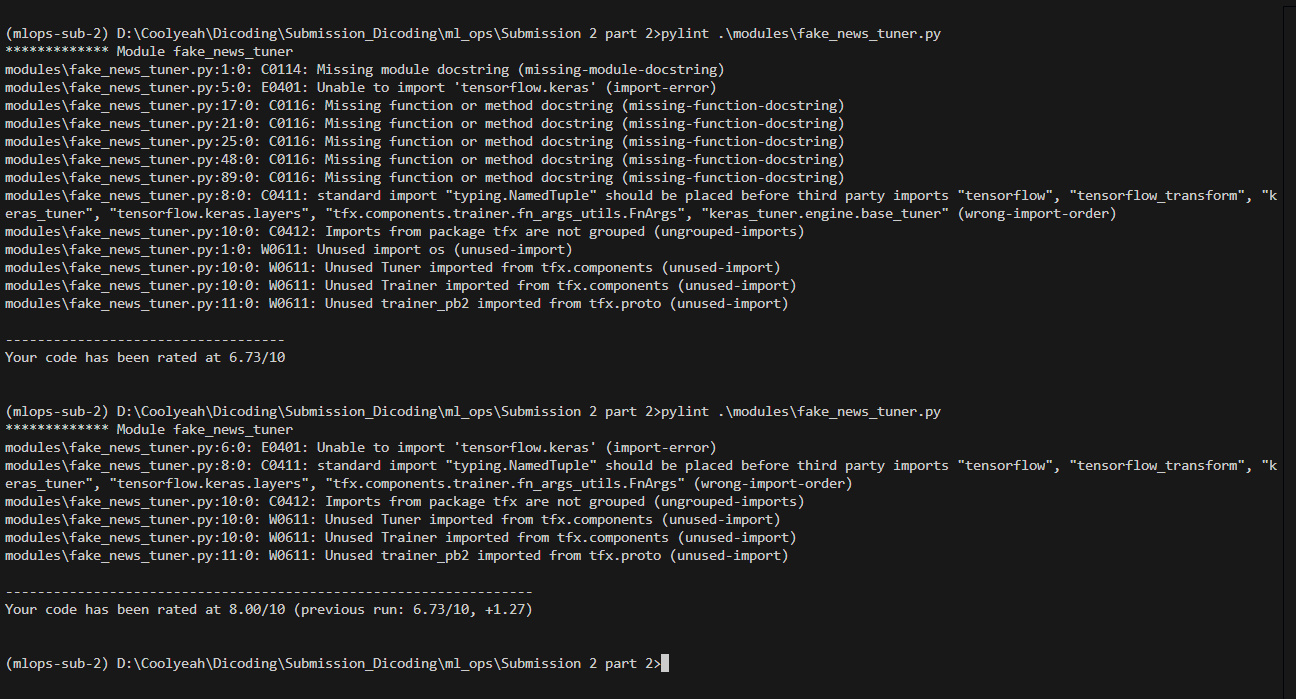 (mlops-sub-2) D:\Coolyeah\Dicoding\Submission_Dicoding\ml_ops\Submission 2 part 2>pylint .\modules\fake_news_tuner.py
************* Module fake_news_tuner
modules\fake_news_tuner.py:1:0: C0114: Missing module docstring (missing-module-docstring)
modules\fake_news_tuner.py:5:0: E0401: Unable to import 'tensorflow.keras' (import-error)
modules\fake_news_tuner.py:17:0: C0116: Missing function or method docstring (missing-function-docstring)
modules\fake_news_tuner.py:21:0: C0116: Missing function or method docstring (missing-function-docstring)
modules\fake_news_tuner.py:25:0: C0116: Missing function or method docstring (missing-function-docstring)
modules\fake_news_tuner.py:48:0: C0116: Missing function or method docstring (missing-function-docstring)
modules\fake_news_tuner.py:89:0: C0116: Missing function or method docstring (missing-function-docstring)
modules\fake_news_tuner.py:8:0: C0411: standard import "typing.NamedTuple" should be placed before third party imports "tensorflow", "tensorflow_transform", "k
eras_tuner", "tensorflow.keras.layers", "tfx.components.trainer.fn_args_utils.FnArgs", "keras_tuner.engine.base_tuner" (wrong-import-order)
modules\fake_news_tuner.py:10:0: C0412: Imports from package tfx are not grouped (ungrouped-imports)
modules\fake_news_tuner.py:1:0: W0611: Unused import os (unused-import)
modules\fake_news_tuner.py:10:0: W0611: Unused Tuner imported from tfx.components (unused-import)
modules\fake_news_tuner.py:10:0: W0611: Unused Trainer imported from tfx.components (unused-import)
modules\fake_news_tuner.py:11:0: W0611: Unused trainer_pb2 imported from tfx.proto (unused-import)
-----------------------------------
Your code has been rated at 6.73/10
(mlops-sub-2) D:\Coolyeah\Dicoding\Submission_Dicoding\ml_ops\Submission 2 part 2>pylint .\modules\fake_news_tuner.py
************* Module fake_news_tuner
modules\fake_news_tuner.py:6:0: E0401: Unable to import 'tensorflow.keras' (import-error)
modules\fake_news_tuner.py:8:0: C0411: standard import "typing.NamedTuple" should be placed before third party imports "tensorflow", "tensorflow_transform", "k
eras_tuner", "tensorflow.keras.layers", "tfx.components.trainer.fn_args_utils.FnArgs" (wrong-import-order)
modules\fake_news_tuner.py:10:0: C0412: Imports from package tfx are not grouped (ungrouped-imports)
modules\fake_news_tuner.py:10:0: W0611: Unused Tuner imported from tfx.components (unused-import)
modules\fake_news_tuner.py:10:0: W0611: Unused Trainer imported from tfx.components (unused-import)
modules\fake_news_tuner.py:11:0: W0611: Unused trainer_pb2 imported from tfx.proto (unused-import)
------------------------------------------------------------------
Your code has been rated at 8.00/10 (previous run: 6.73/10, +1.27)
(mlops-sub-2) D:\Coolyeah\Dicoding\Submission_Dicoding\ml_ops\Submission 2 part 2>